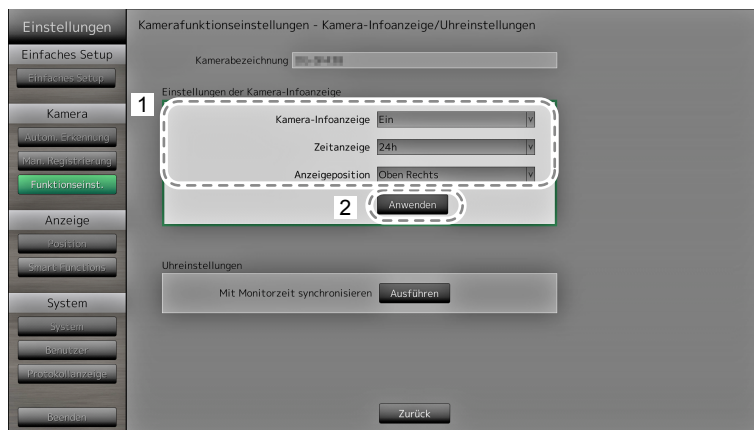 Einstellungen
Kamerafunktionseinstellungen - Kamera-Infoanzeige/Uhreinstellungen
Einfaches Setup
Einfaches Setup
Kamera
Autom. Erkennung
Man. Registrierung
Funktionseinst.
Anzeige
Position
Smart Functions
System
System
Benutzer
Protokollanzeige
Beenden
Kamerabezeichnung
Einstellungen der Kamera-Infoanzeige
1
Kamera-Infoanzeige Ein
Zeitanzeige 24h
Anzeigeposition Oben Rechts
2 Anwenden
Uhreinstellungen
Mit Monitorzeit synchronisieren Ausführen
Zurück